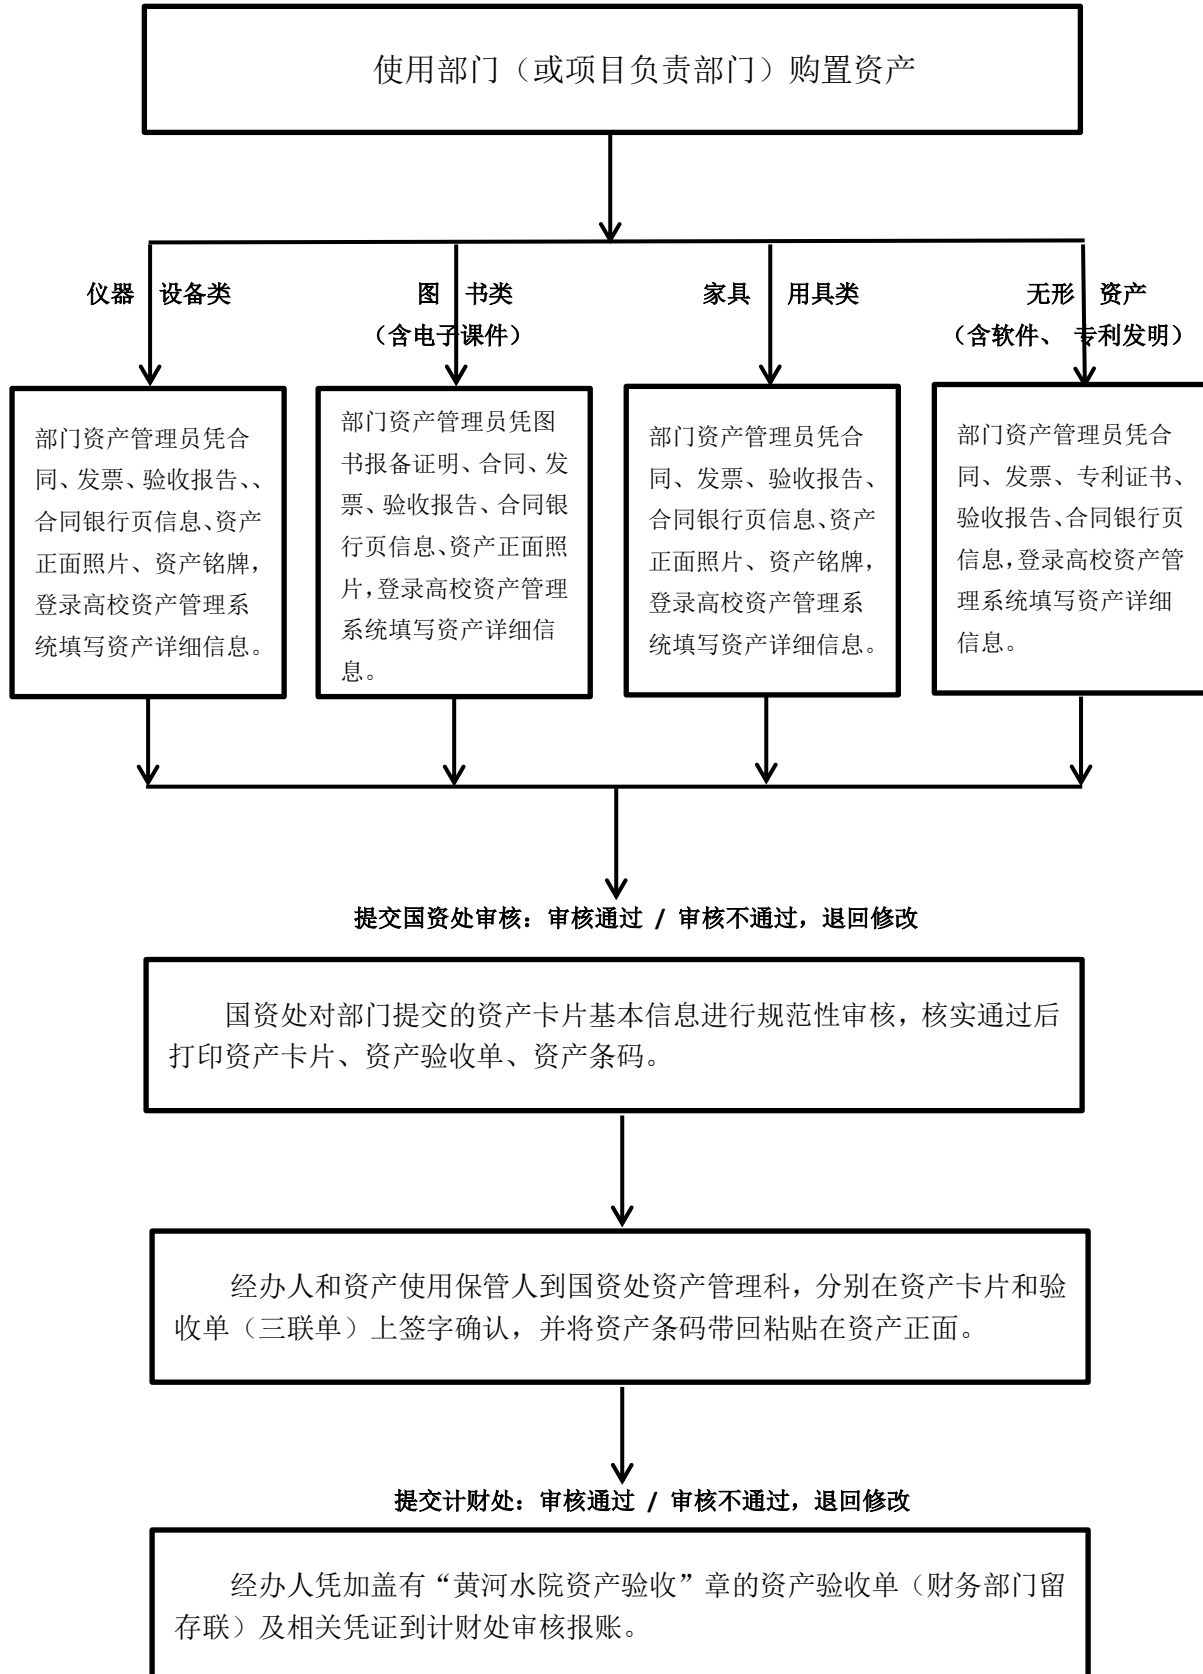 使用部门（或项目负责部门）购置资产
仪器 设备类
图 书类
（含电子课件）
家具 用具类
无形 资产
（含软件、 专利发明）
部门资产管理员凭合
同、发票、验收报告、、
合同银行页信息、资产
正面照片、资产铭牌，
登录高校资产管理系
统填写资产详细信息。
部门资产管理员凭图
书报备证明、合同、发
票、验收报告、合同银
行页信息、资产正面照
片，登录高校资产管理
系统填写资产详细信
息。
部门资产管理员凭合
同、发票、验收报告、
合同银行页信息、资产
正面照片、资产铭牌，
登录高校资产管理系
统填写资产详细信息。
部门资产管理员凭合
同、发票、专利证书、
验收报告、合同银行页
信息，登录高校资产管
理系统填写资产详细
信息。
提交国资处审核：审核通过 / 审核不通过，退回修改
国资处对部门提交的资产卡片基本信息进行规范性审核，核实通过后
打印资产卡片、资产验收单、资产条码。
经办人和资产使用保管人到国资处资产管理科，分别在资产卡片和验
收单（三联单）上签字确认，并将资产条码带回粘贴在资产正面。
提交计财处：审核通过 / 审核不通过，退回修改
经办人凭加盖有“黄河水院资产验收”章的资产验收单（财务部门留
存联）及相关凭证到计财处审核报账。